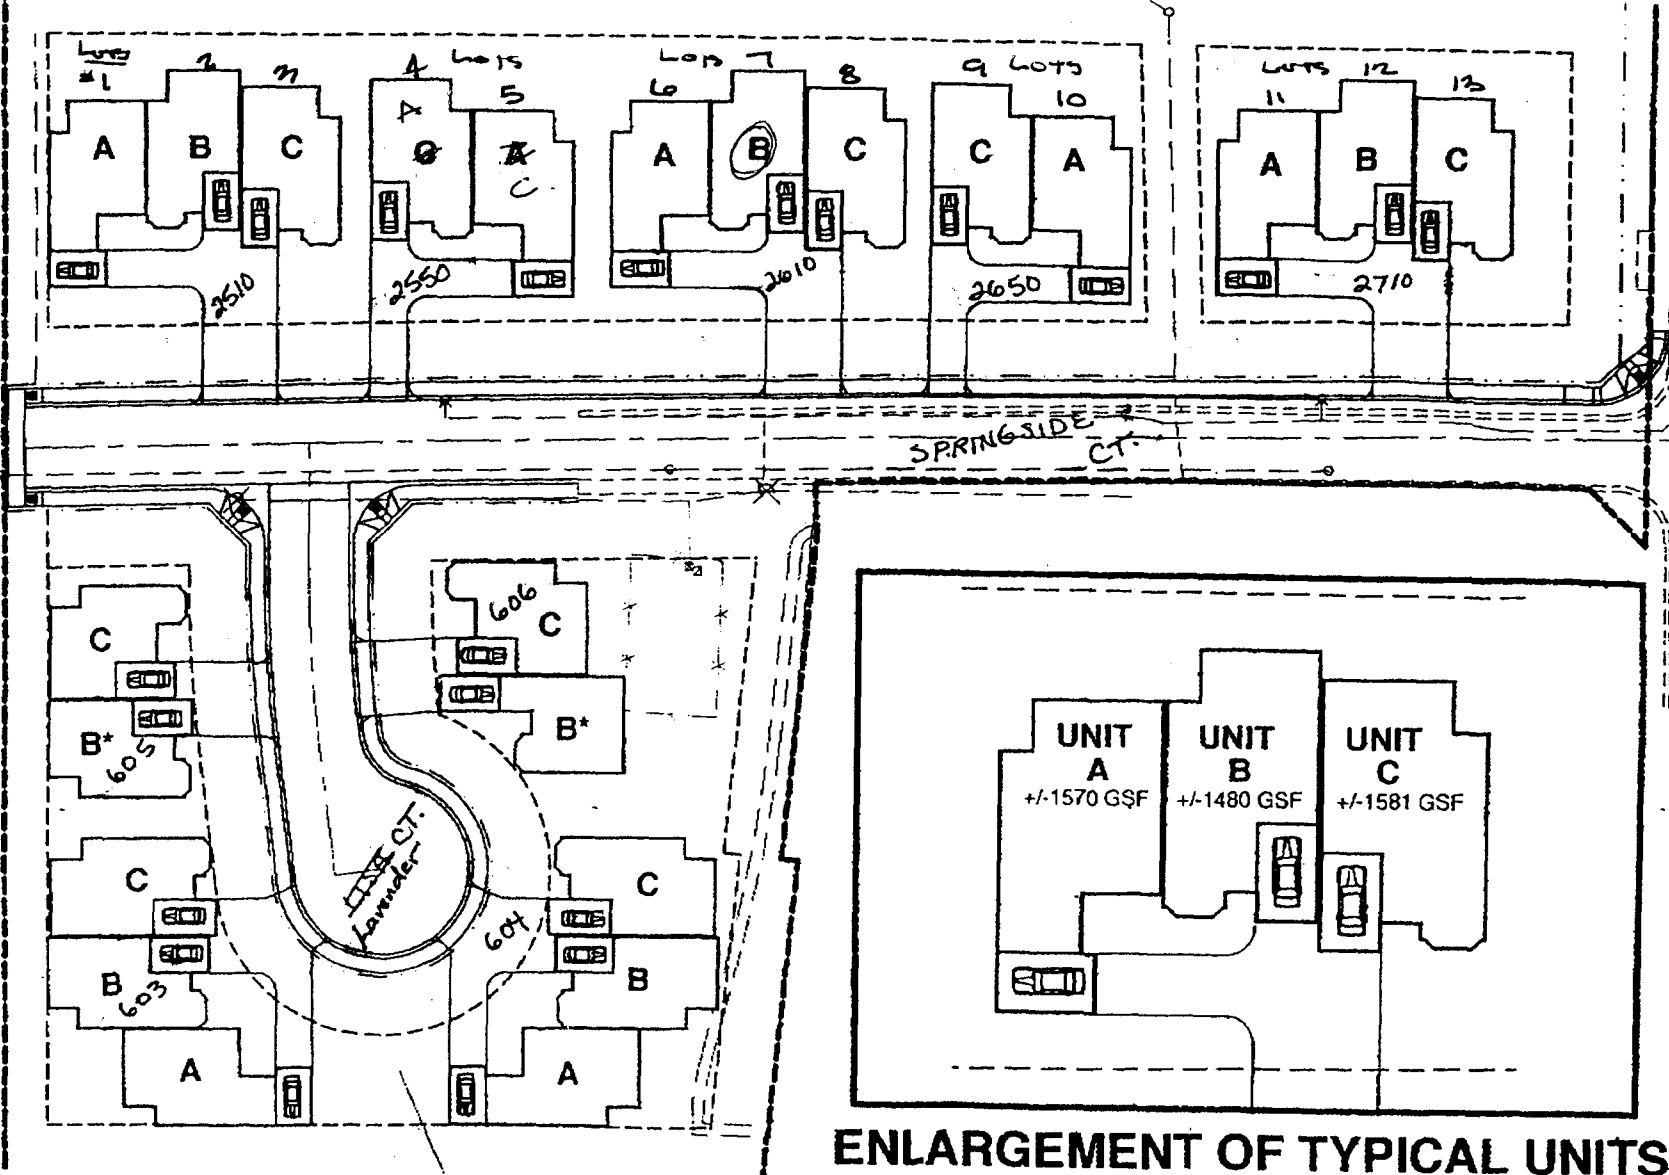 Lots
4 LOTS
LOTS 7
9 LOTS
LOTS 12
#1 2 3
5
6
8
10
11
13
A B C
A
C
A
C
A B C
C A
A B C
2510
2550
2610
2650
2710
SPRINGSIDE
CT.
C
B*
605
606
C
B*
C
B
603
A
CT.
Lavender
604
C
B
A
UNIT
A
+/-1570 GSF
UNIT
B
+/-1480 GSF
UNIT
C
+/-1581 GSF
ENLARGEMENT OF TYPICAL UNITS